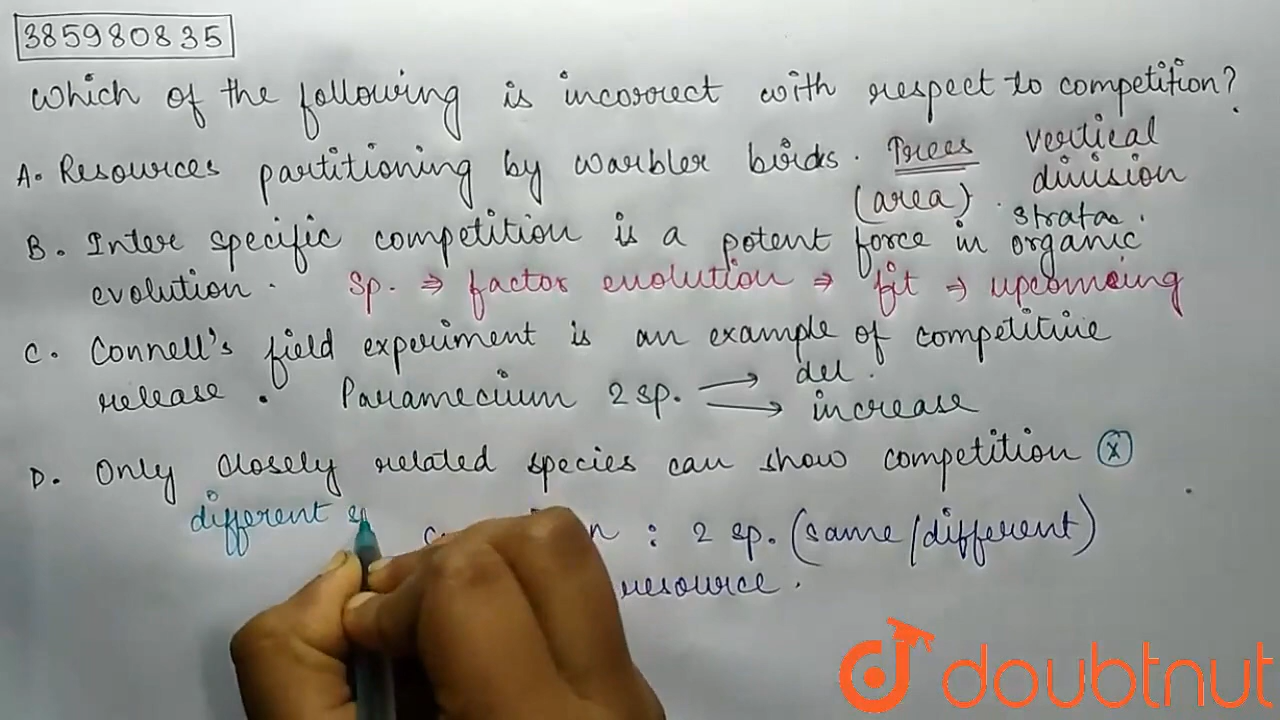 385980835
Which of the following is incorrect with respect to competition?
A. Resources partitioning by warbler birds. Trees vertical
(area). division
stratas.
B. Inter specific competition is a potent force in organic
evolution. Sp. ⇒ factor evolution ⇒ fit ⇒ upcomeing
C. Connell's field experiment is an example of competitive
release. Paramecium 2 sp. → del.
→ increase
D. Only closely related species can show competition ⓧ
different : 2 sp. (same/different)
resource.
doubtnut